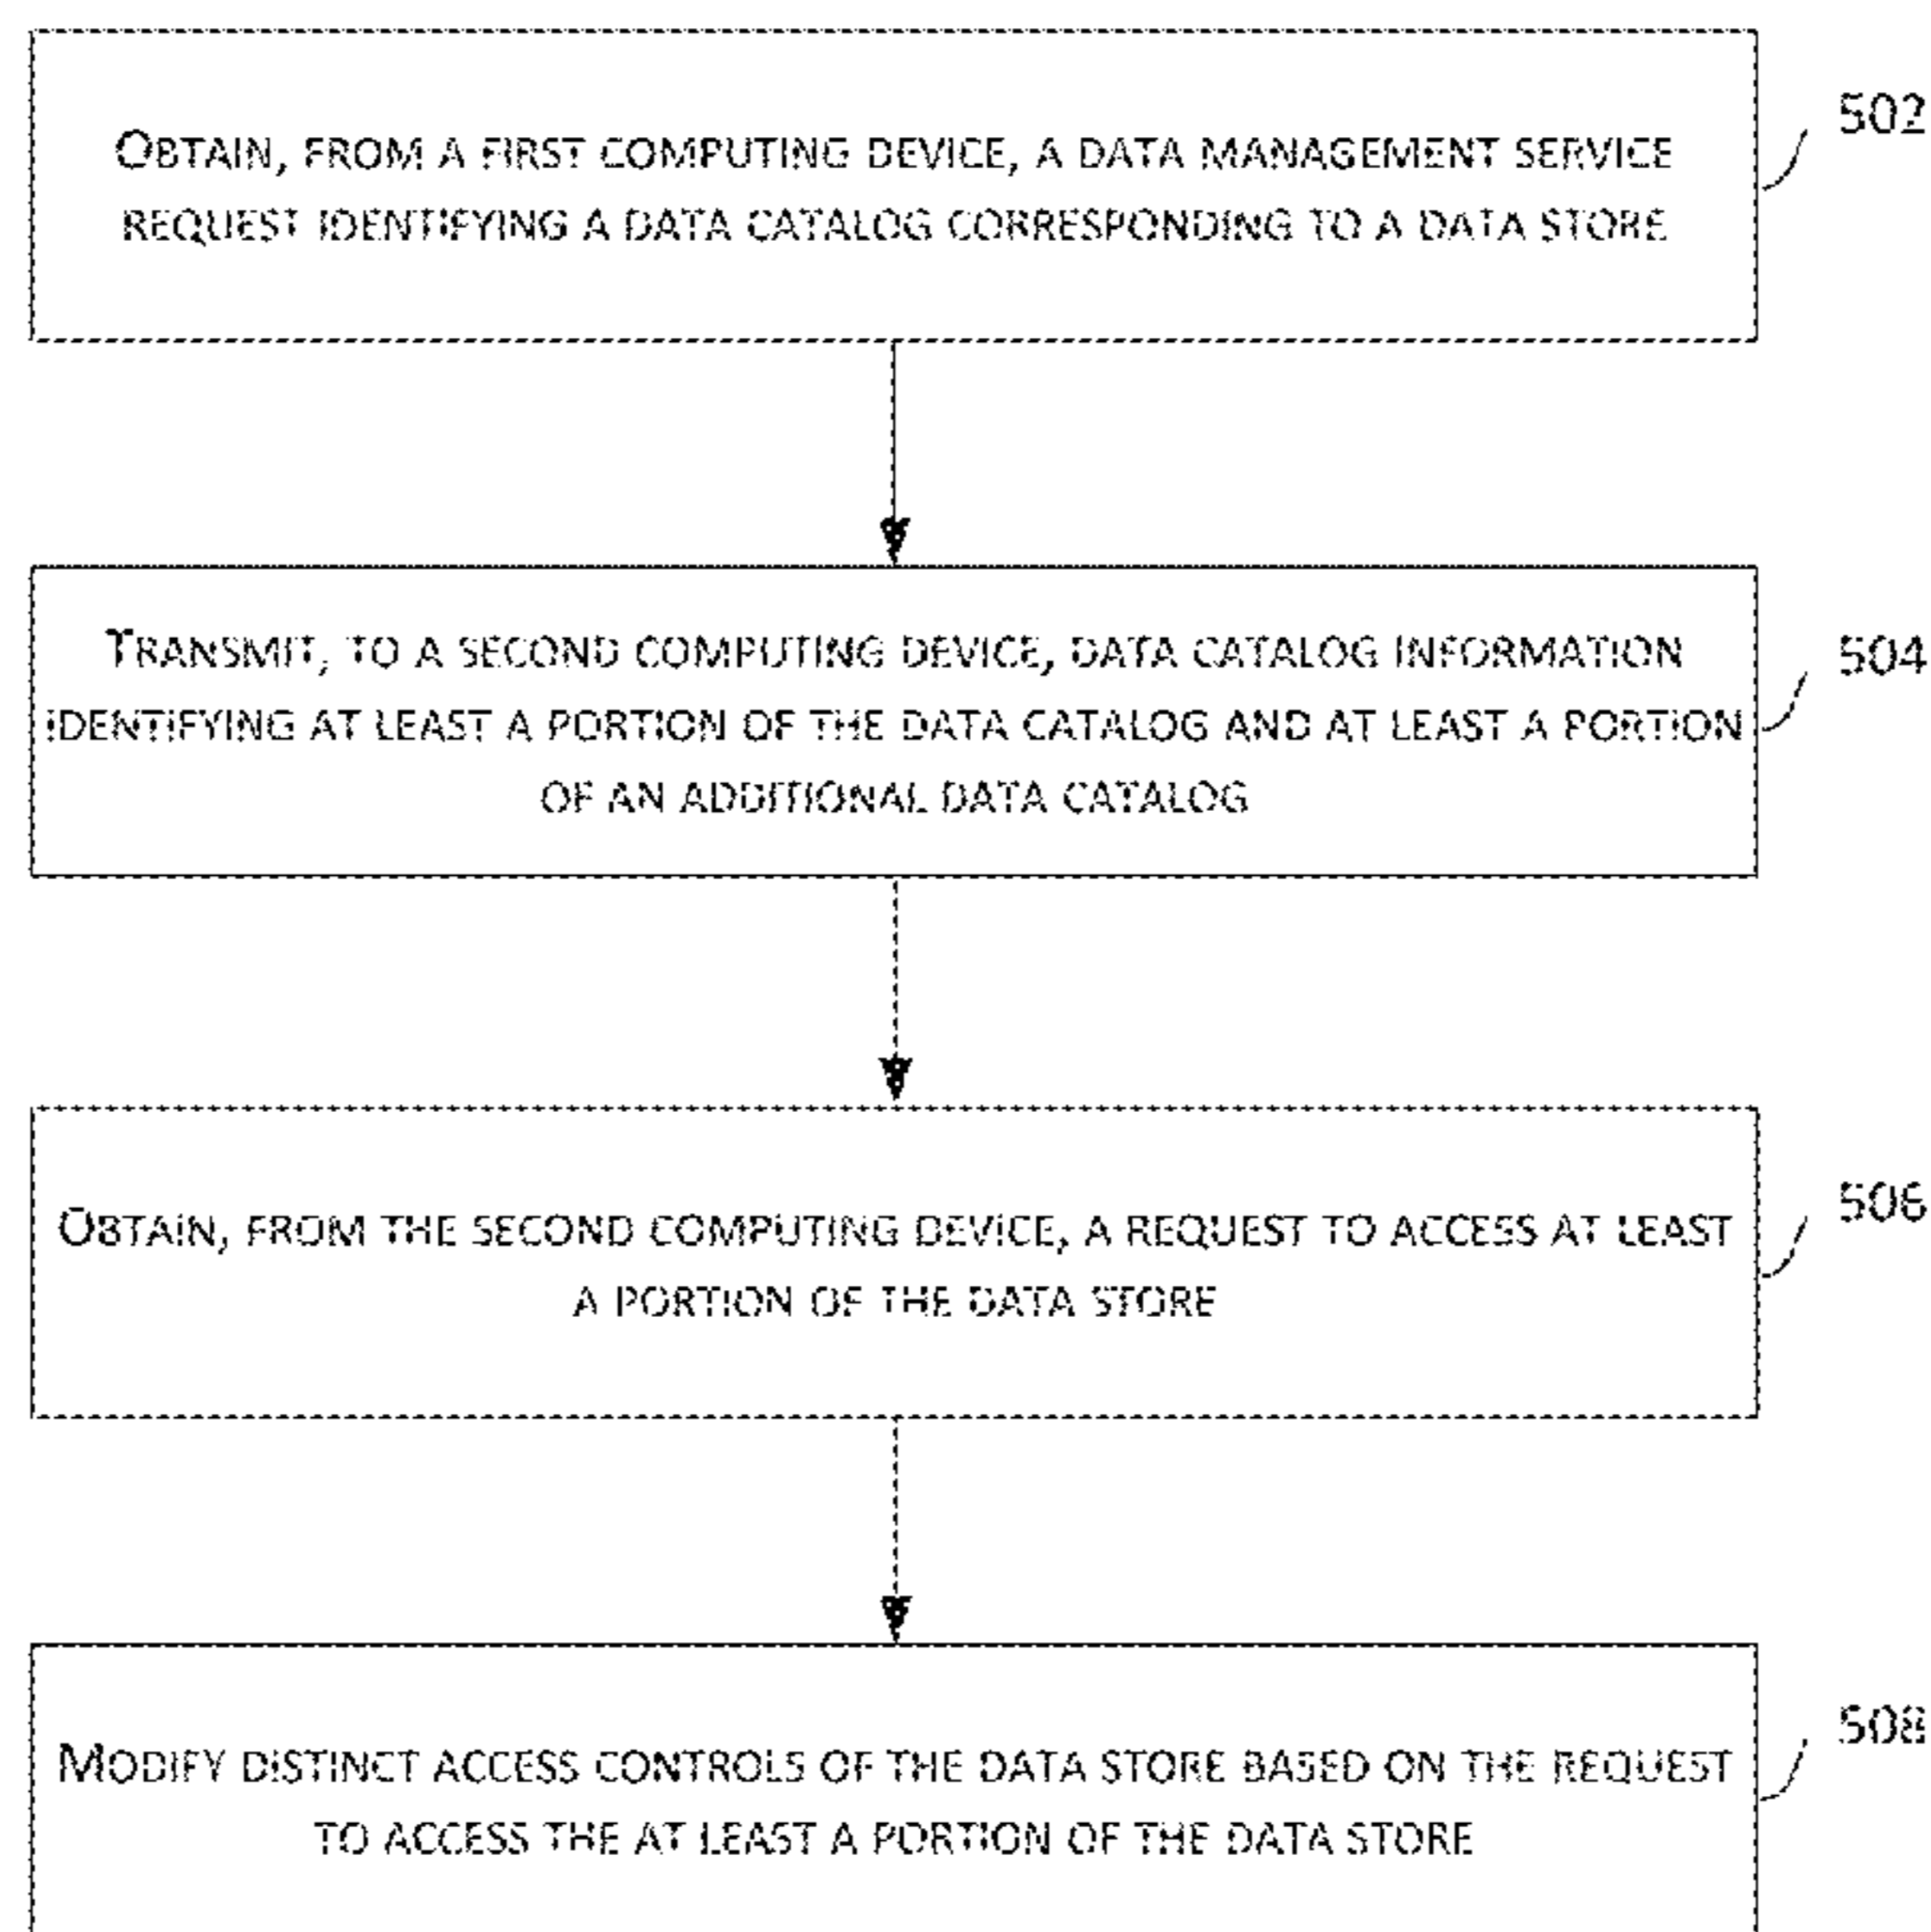 OBTAIN, FROM A FIRST COMPUTING DEVICE, A DATA MANAGEMENT SERVICE
REQUEST IDENTIFYING A DATA CATALOG CORRESPONDING TO A DATA STORE
502
TRANSMIT, TO A SECOND COMPUTING DEVICE, DATA CATALOG INFORMATION
IDENTIFYING AT LEAST A PORTION OF THE DATA CATALOG AND AT LEAST A PORTION
OF AN ADDITIONAL DATA CATALOG
504
OBTAIN, FROM THE SECOND COMPUTING DEVICE, A REQUEST TO ACCESS AT LEAST
A PORTION OF THE DATA STORE
506
MODIFY DISTINCT ACCESS CONTROLS OF THE DATA STORE BASED ON THE REQUEST
TO ACCESS THE AT LEAST A PORTION OF THE DATA STORE
508